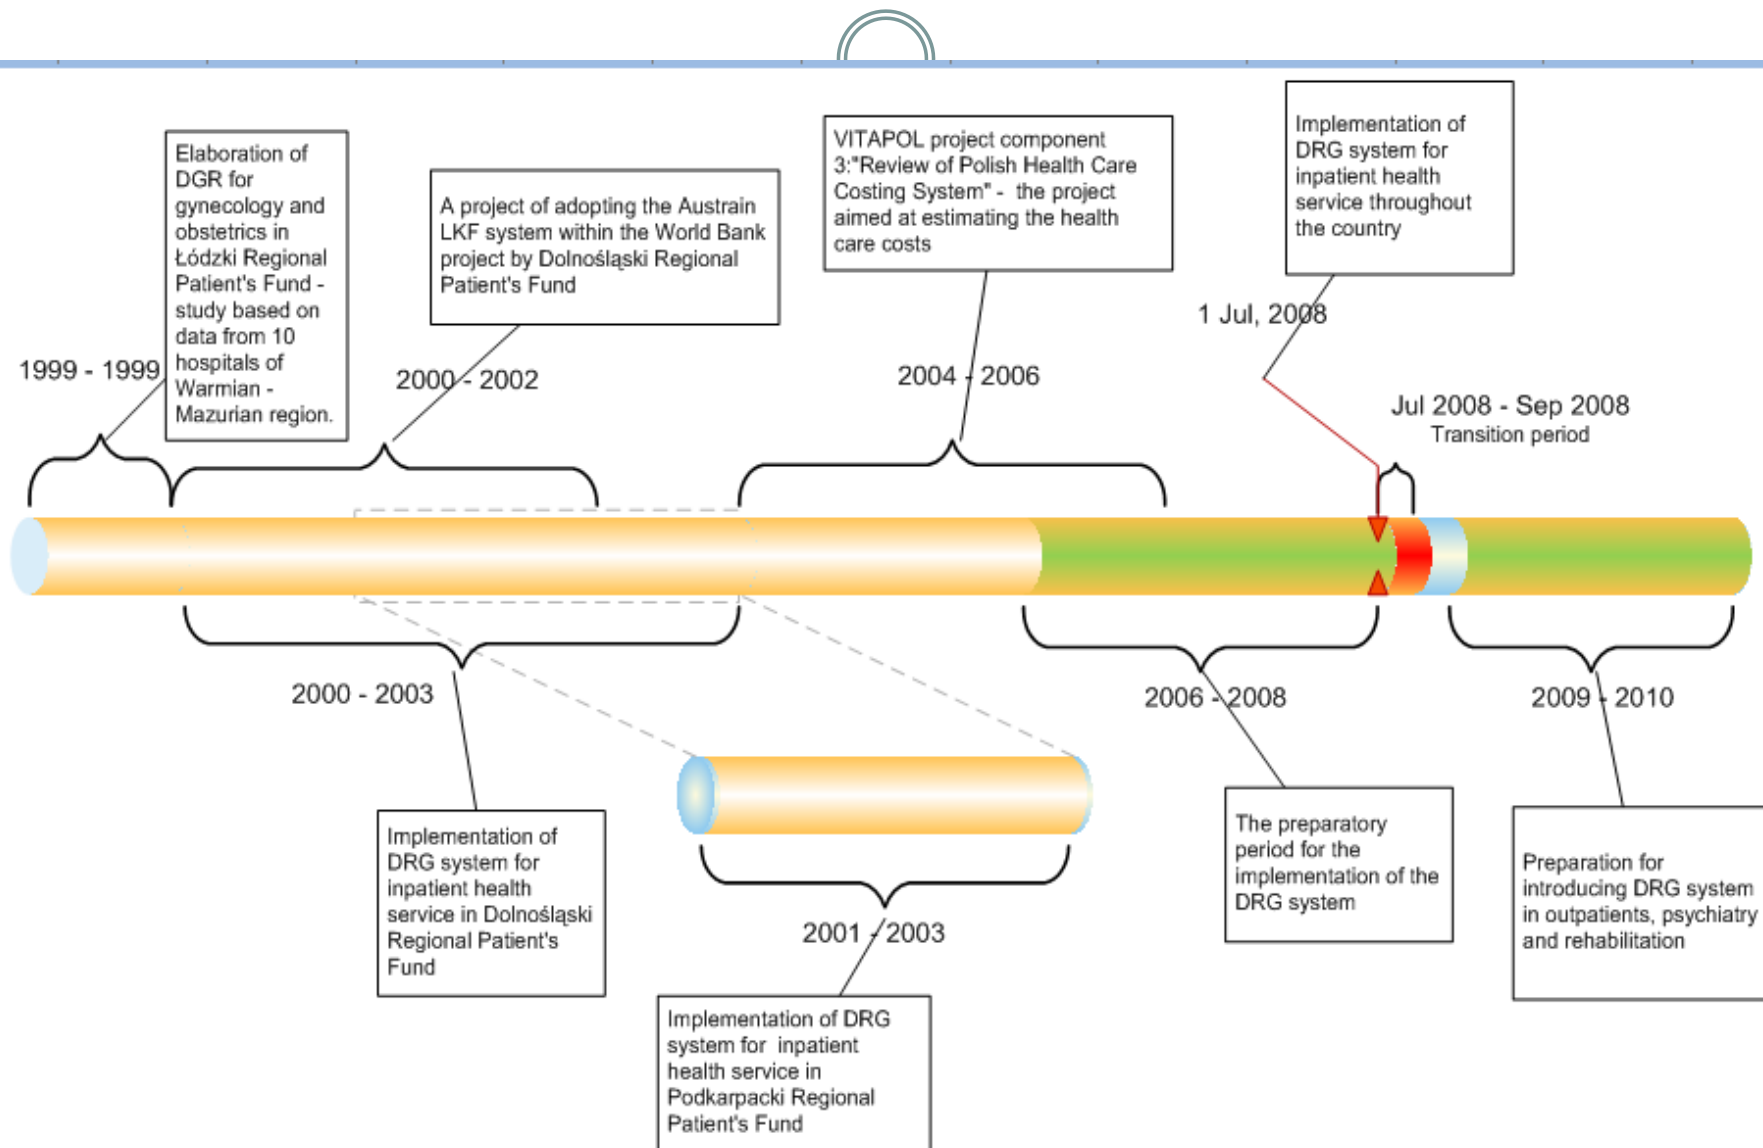 Elaboration of
DGR for
gynecology and
obstetrics in
Łódzki Regional
Patient's Fund -
study based on
data from 10
hospitals of
Warmian -
Mazurian region.
1999 - 1999
A project of adopting the Austrain
LKF system within the World Bank
project by Dolnośląski Regional
Patient's Fund
2000 - 2002
VITAPOL project component
3:"Review of Polish Health Care
Costing System" - the project
aimed at estimating the health
care costs
2004 - 2006
Implementation of
DRG system for
inpatient health
service throughout
the country
1 Jul, 2008
Jul 2008 - Sep 2008
Transition period
2000 - 2003
Implementation of
DRG system for
inpatient health
service in Dolnośląski
Regional Patient's
Fund
2001 - 2003
Implementation of DRG
system for inpatient
health service in
Podkarpacki Regional
Patient's Fund
2006 - 2008
The preparatory
period for the
implementation of the
DRG system
2009 - 2010
Preparation for
introducing DRG system
in outpatients, psychiatry
and rehabilitation